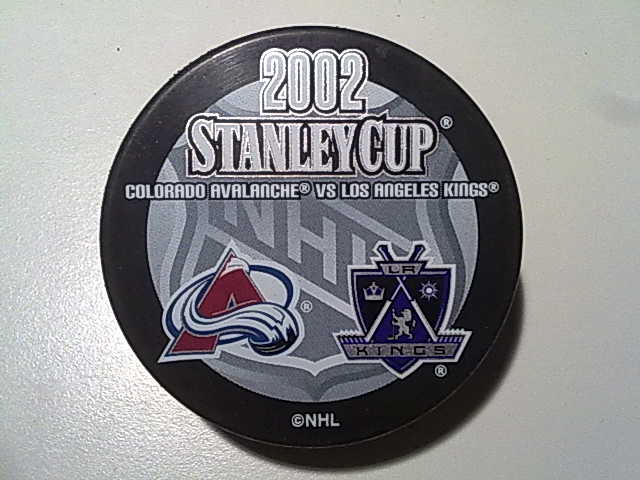 2002
STANLEY CUP®
COLORADO AVALANCHE® VS LOS ANGELES KINGS®
NHL
A ®
LA
KINGS ®
©NHL